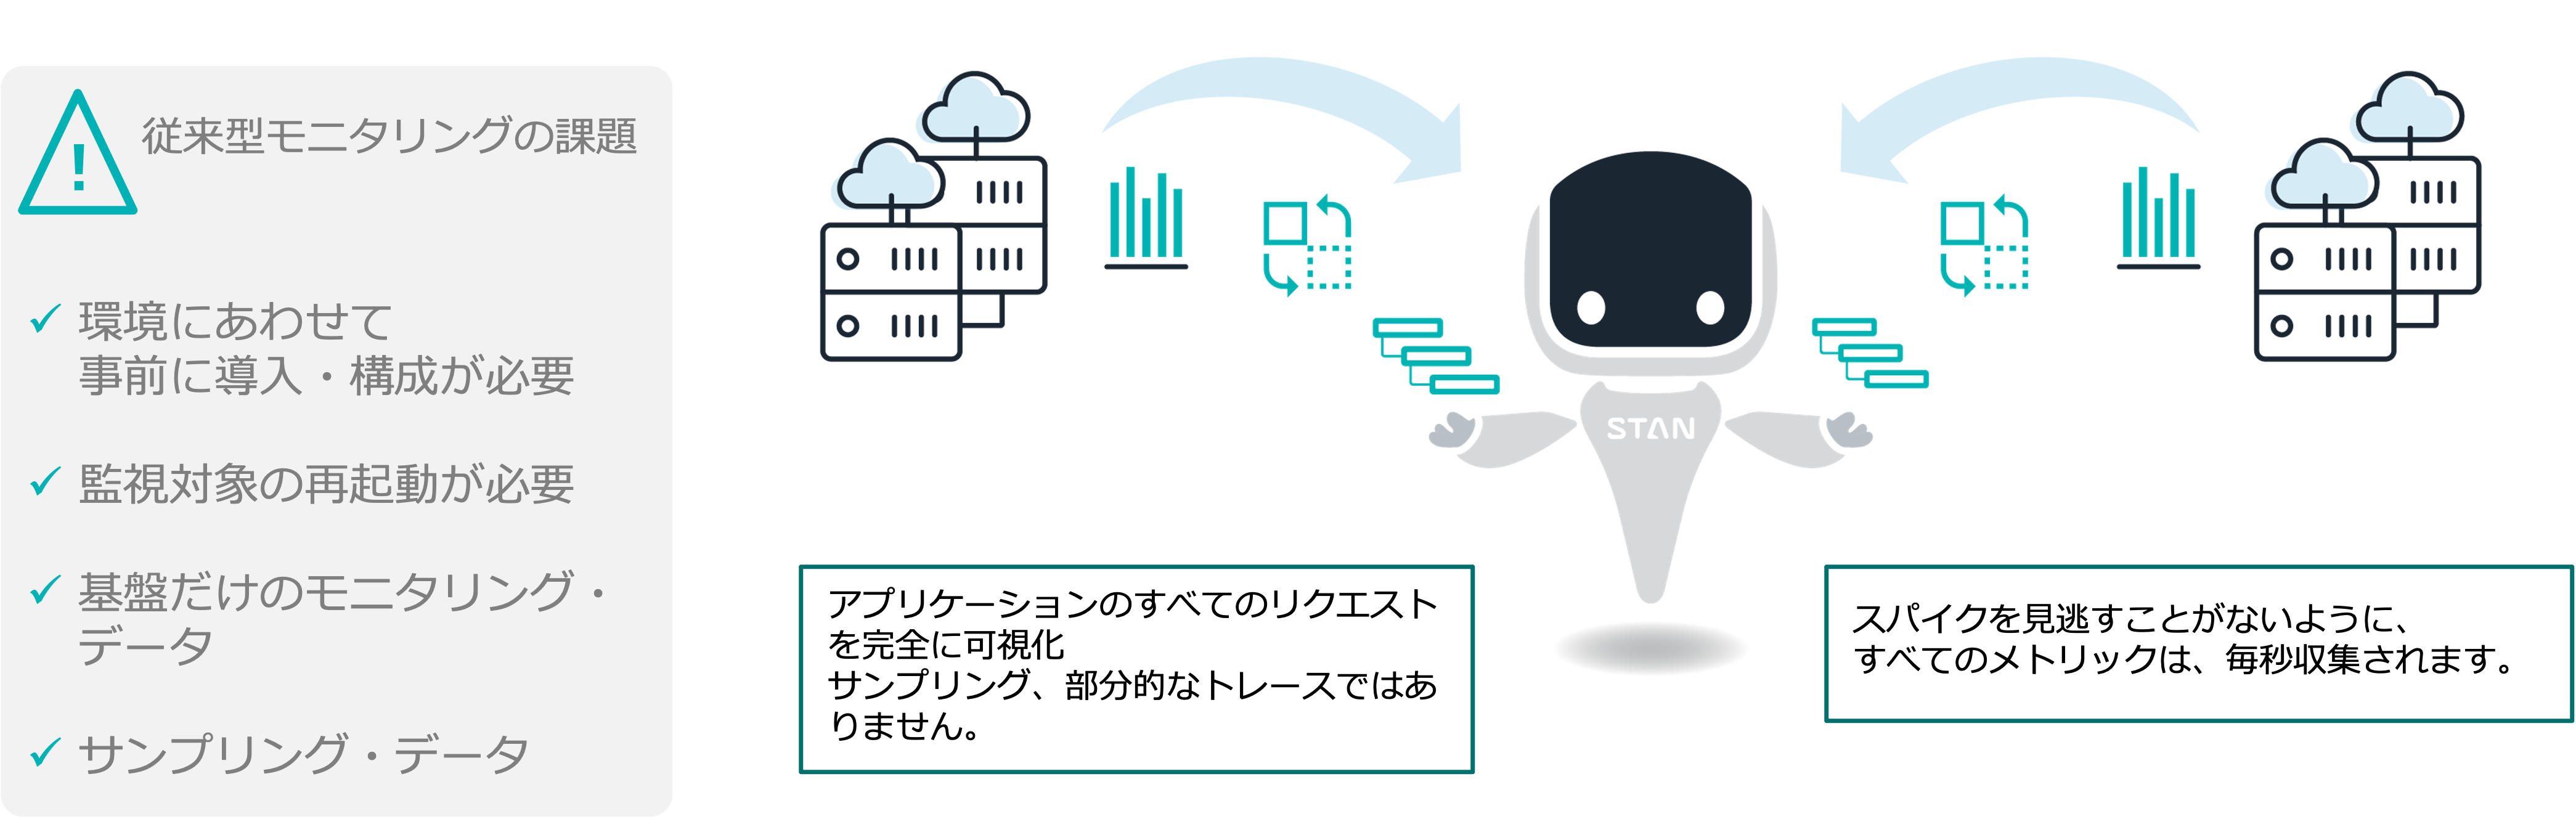 !
従来型モニタリングの課題
環境にあわせて
事前に導入・構成が必要
監視対象の再起動が必要
基盤だけのモニタリング・
データ
サンプリング・データ
STAN
アプリケーションのすべてのリクエスト
を完全に可視化
サンプリング、部分的なトレースではあ
りません。
スパイクを見逃すことがないように、
すべてのメトリックは、毎秒収集されます。